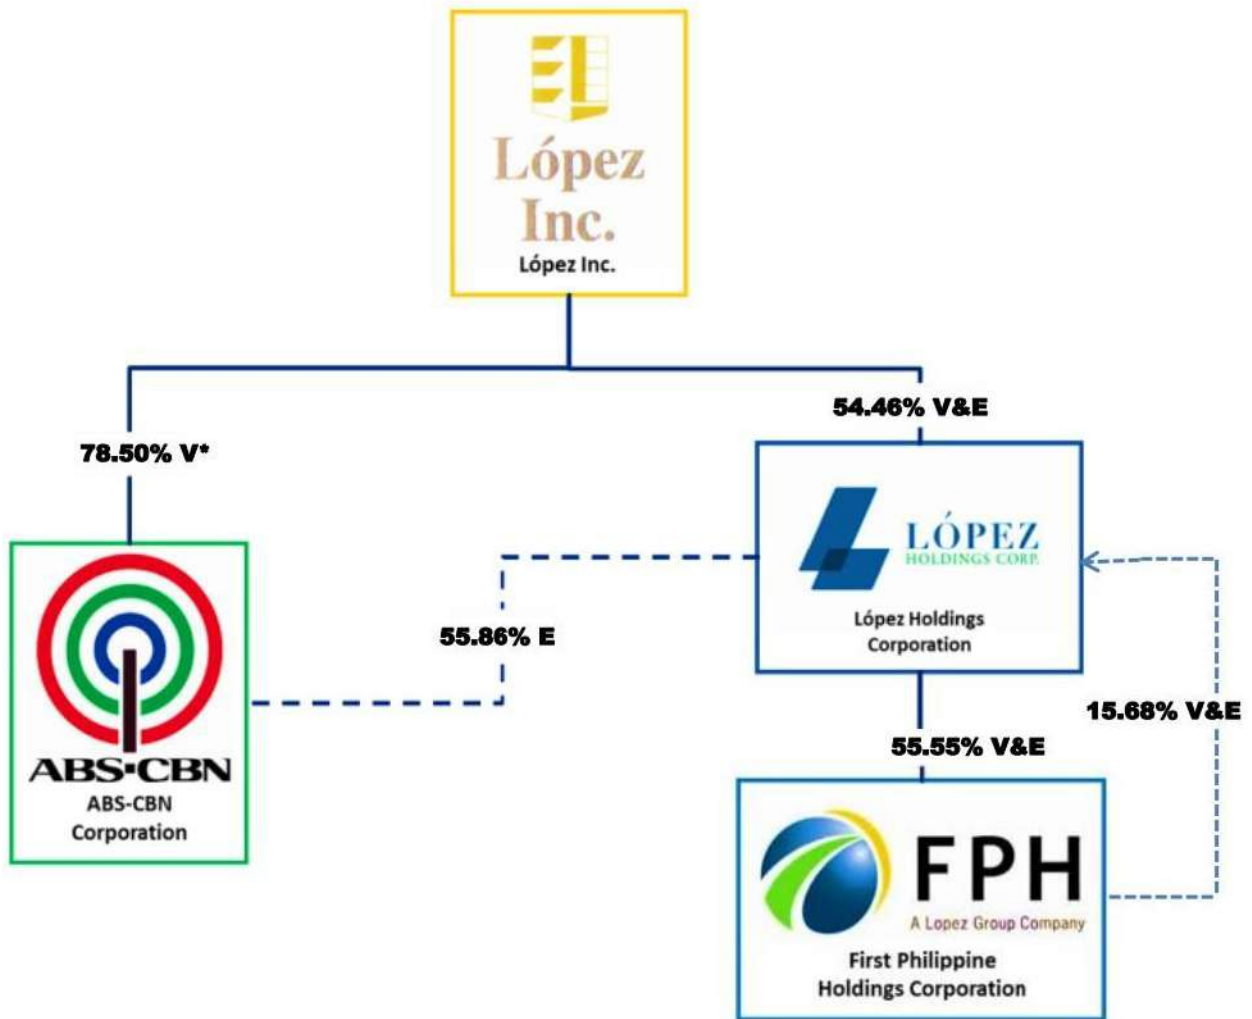 López
Inc.
López Inc.
54.46% V&E
78.50% V*
LÓPEZ
HOLDINGS CORP.
López Holdings
Corporation
55.86% E
15.68% V&E
55.55% V&E
ABS-CBN
ABS-CBN
Corporation
FPH
A Lopez Group Company
First Philippine
Holdings Corporation